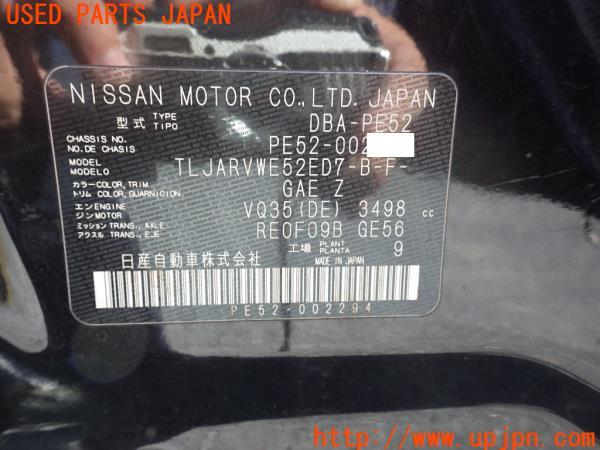 USED PARTS JAPAN
NISSAN MOTOR CO.,LTD. JAPAN
型式 TYPE TIPO DBA-PE52
CHASSIS NO. NO.DE CHASIS PE52-002
MODEL MODELO TLJARVWE52ED7-B-F-
カラー COLOR, TRIM トリム COLOR, GUARNICION GAE Z
エンジン ENGINE MOTOR VQ35(DE) 3498 cc
ミッション TRANS., AXLE アクスル TRANS., EJE RE0F09B GE56
工場 PLANT PLANTA 9
日産自動車株式会社 MADE IN JAPAN
PE52-002294
URL http://www.upjpn.com